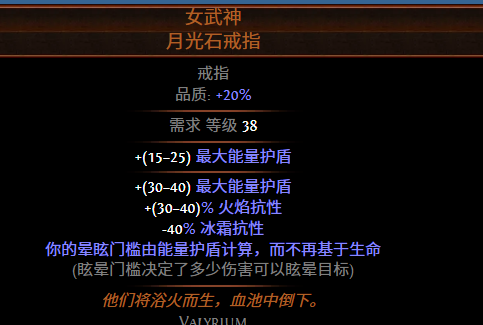 女武神
月光石戒指
戒指
品质: +20%
需求 等级 38
+(15–25) 最大能量护盾
+(30–40) 最大能量护盾
+(30–40)% 火焰抗性
-40% 冰霜抗性
你的晕眩门槛由能量护盾计算，而不再基于生命
(眩晕门槛决定了多少伤害可以眩晕目标)
他们将浴火而生，血池中倒下。
Valyrium